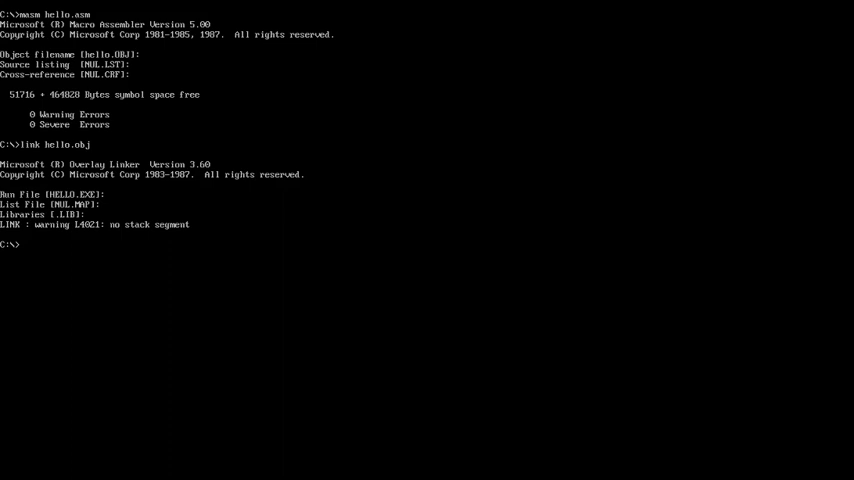 C:\>masm hello.asm
Microsoft (R) Macro Assembler Version 5.00
Copyright (C) Microsoft Corp 1981-1985, 1987.  All rights reserved.
Object filename [hello.OBJ]:
Source listing  [NUL.LST]:
Cross-reference [NUL.CRF]:
51716 + 464828 Bytes symbol space free
0 Warning Errors
0 Severe  Errors
C:\>link hello.obj
Microsoft (R) Overlay Linker  Version 3.60
Copyright (C) Microsoft Corp 1983-1987.  All rights reserved.
Run File [HELLO.EXE]:
List File [NUL.MAP]:
Libraries [.LIB]:
LINK : warning L4021: no stack segment
C:\>